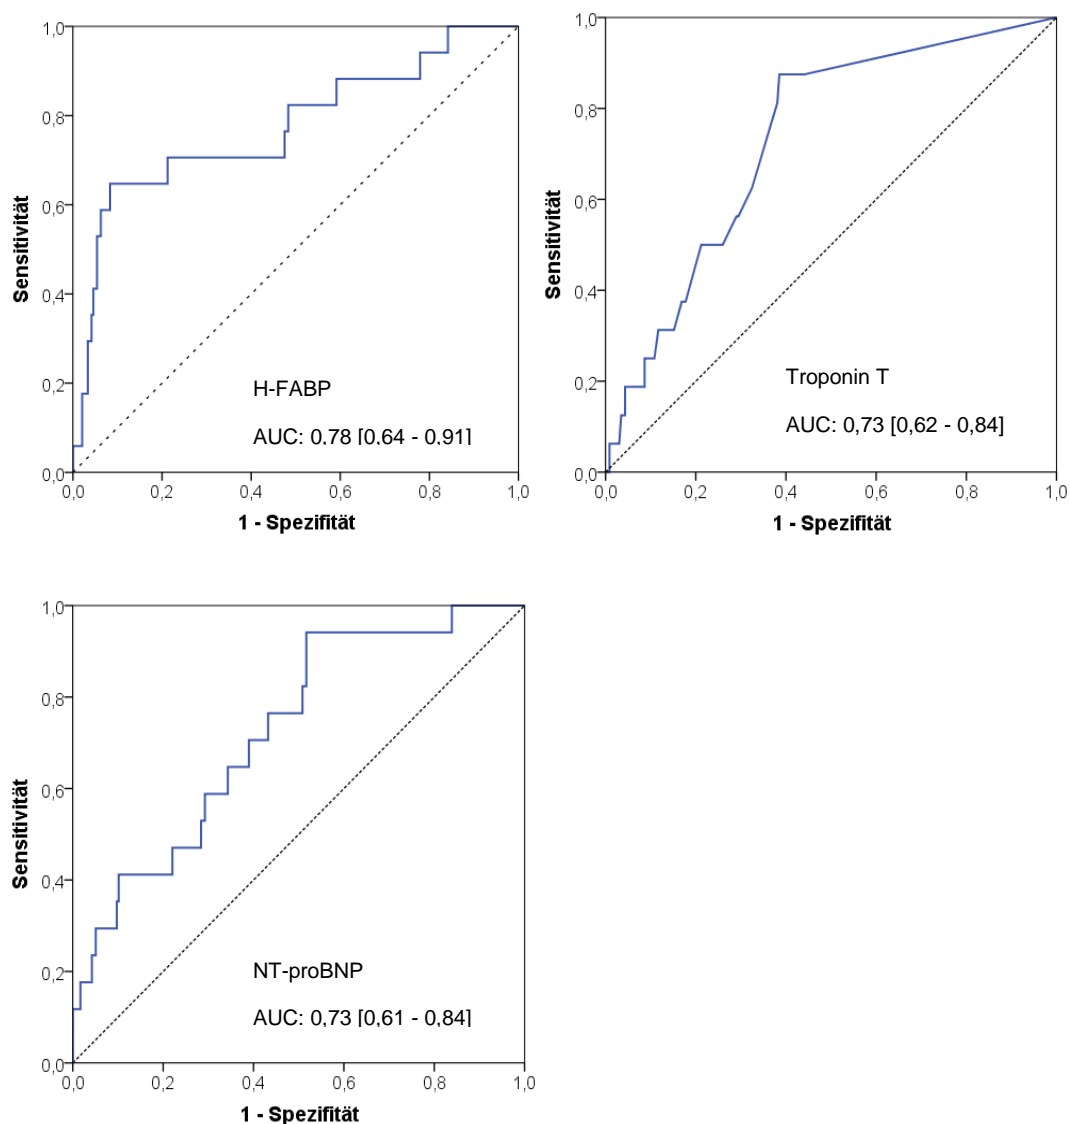 1,0
0,8
0,6
0,4
0,2
0,0
Sensitivität
H-FABP
AUC: 0,78 [0,64 - 0,91]
0,0 0,2 0,4 0,6 0,8 1,0
1 - Spezifität
1,0
0,8
0,6
0,4
0,2
0,0
Sensitivität
Troponin T
AUC: 0,73 [0,62 - 0,84]
0,0 0,2 0,4 0,6 0,8 1,0
1 - Spezifität
1,0
0,8
0,6
0,4
0,2
0,0
Sensitivität
NT-proBNP
AUC: 0,73 [0,61 - 0,84]
0,0 0,2 0,4 0,6 0,8 1,0
1 - Spezifität